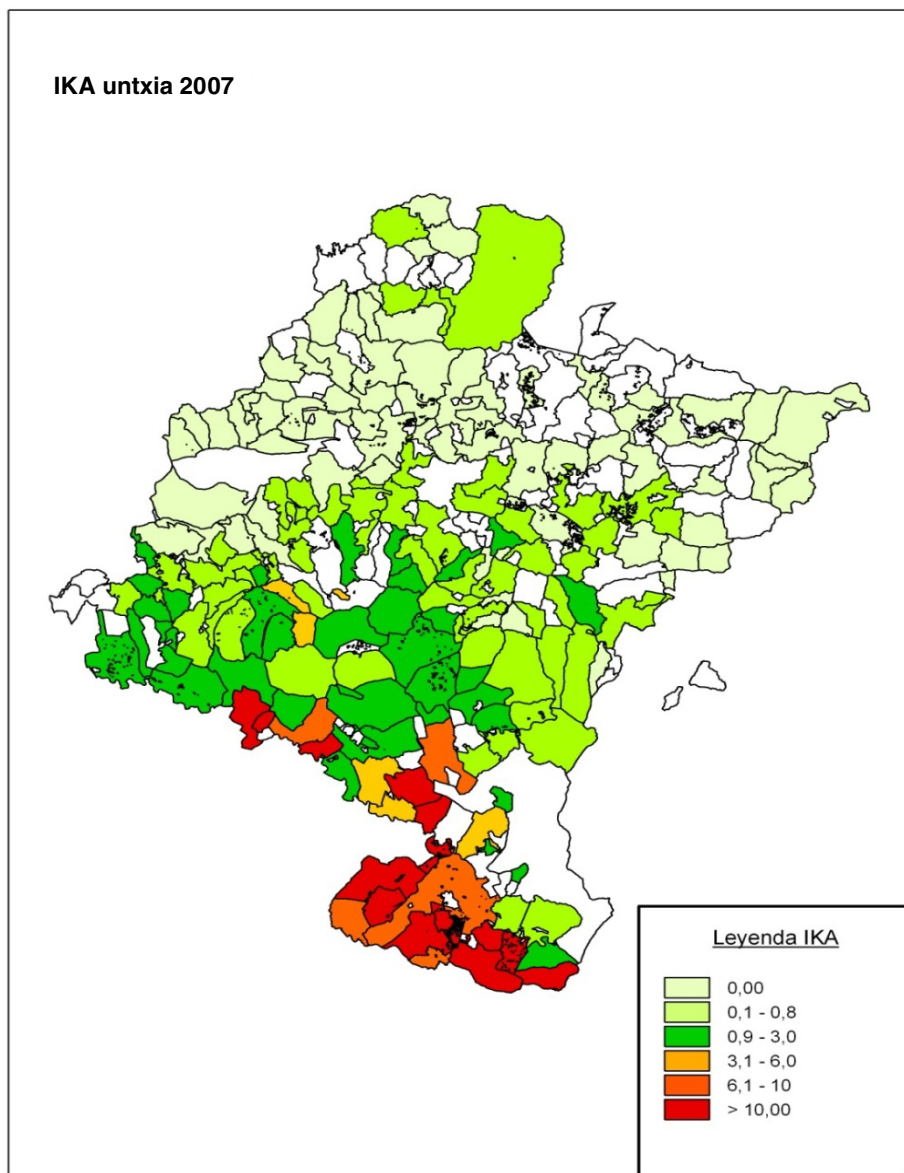 IKA untxia 2007
Leyenda IKA
0,00
0,1 - 0,8
0,9 - 3,0
3,1 - 6,0
6,1 - 10
> 10,00